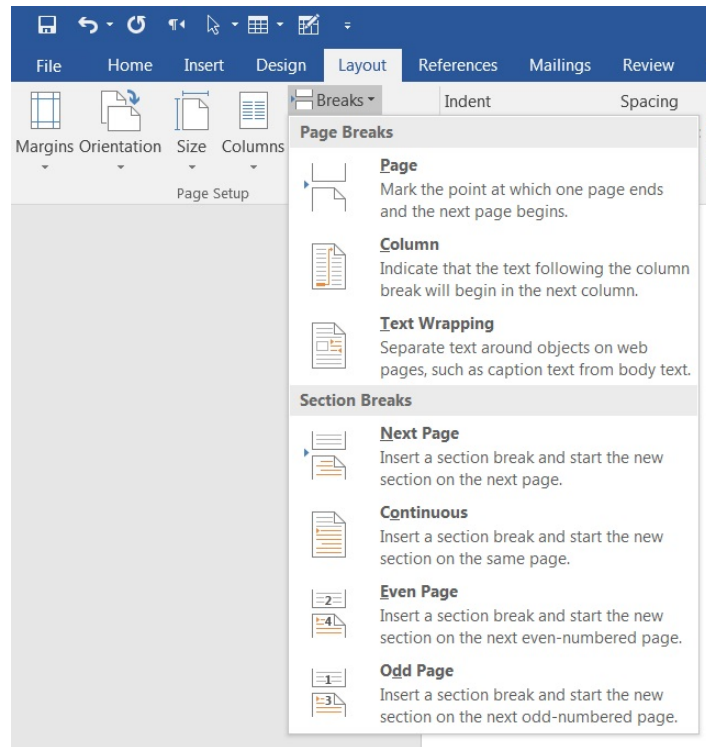 File Home Insert Design Layout References Mailings Review
Breaks Indent Spacing
Margins Orientation Size Columns
Page Setup
Page Breaks
Page
Mark the point at which one page ends
and the next page begins.
Column
Indicate that the text following the column
break will begin in the next column.
Text Wrapping
Separate text around objects on web
pages, such as caption text from body text.
Section Breaks
Next Page
Insert a section break and start the new
section on the next page.
Continuous
Insert a section break and start the new
section on the same page.
2
4
Even Page
Insert a section break and start the new
section on the next even-numbered page.
1
3
Odd Page
Insert a section break and start the new
section on the next odd-numbered page.